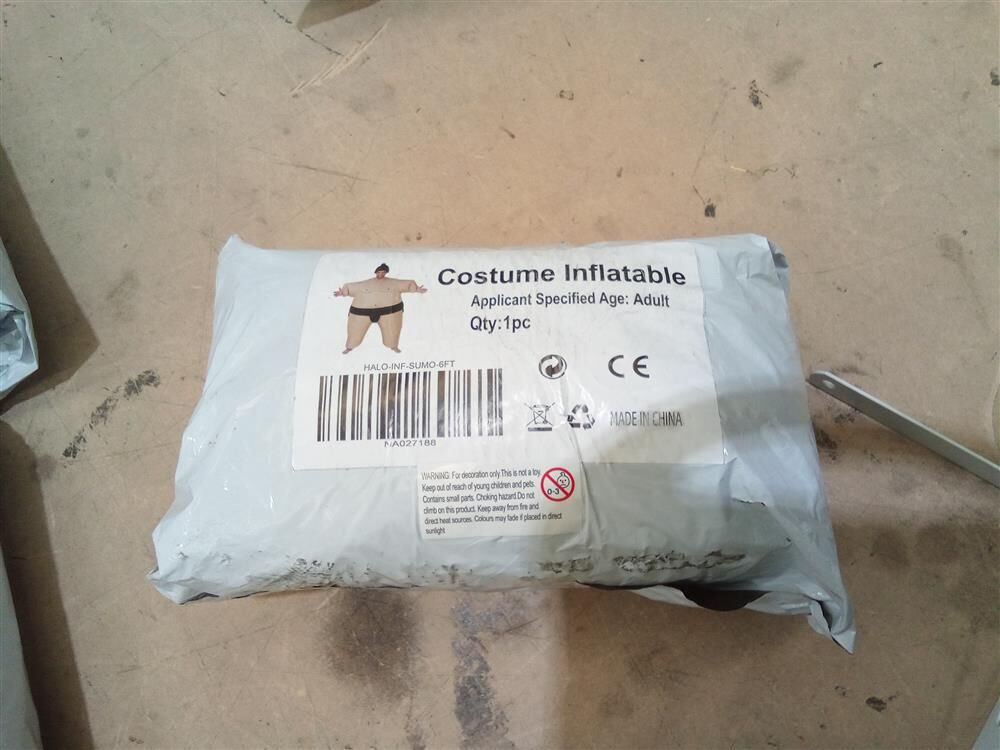 Costume Inflatable
Applicant Specified Age: Adult
Qty:1pc
HALO-INF-SUMO-6FT
NA027188
CE
MADE IN CHINA
WARNING: For decoration only.This is not a toy.
Keep out of reach of young children and pets.
Contains small parts. Choking hazard.Do not
climb on this product. Keep away from fire and
direct heat sources. Colours may fade if placed in direct
sunlight
0-3